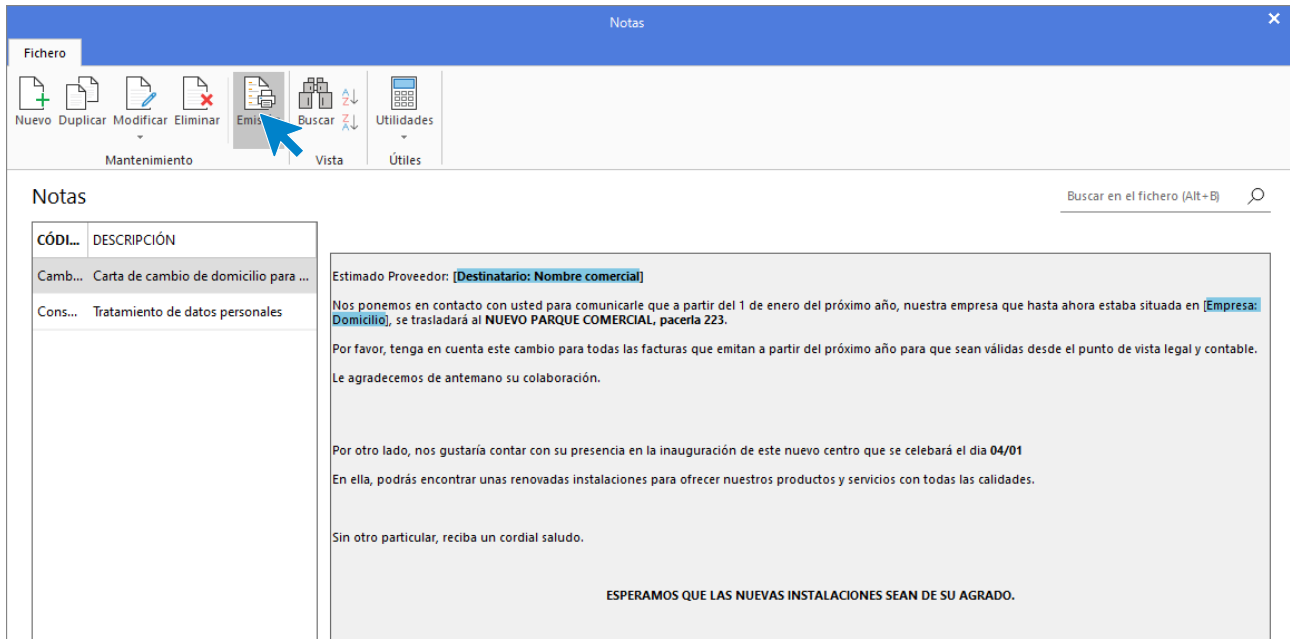 Notas
Fichero
Nuevo Duplicar Modificar Eliminar Buscar Utilidades
Mantenimiento Vista Útiles
Notas
Buscar en el fichero (Alt+B)
CÓDI... DESCRIPCIÓN
Camb... Carta de cambio de domicilio para ...
Cons... Tratamiento de datos personales
Estimado Proveedor: [Destinatario: Nombre comercial]
Nos ponemos en contacto con usted para comunicarle que a partir del 1 de enero del próximo año, nuestra empresa que hasta ahora estaba situada en [Empresa:
Domicilio], se trasladará al NUEVO PARQUE COMERCIAL, pacerla 223.
Por favor, tenga en cuenta este cambio para todas las facturas que emitan a partir del próximo año para que sean válidas desde el punto de vista legal y contable.
Le agradecemos de antemano su colaboración.
Por otro lado, nos gustaría contar con su presencia en la inauguración de este nuevo centro que se celebará el dia 04/01
En ella, podrás encontrar unas renovadas instalaciones para ofrecer nuestros productos y servicios con todas las calidades.
Sin otro particular, reciba un cordial saludo.
ESPERAMOS QUE LAS NUEVAS INSTALACIONES SEAN DE SU AGRADO.